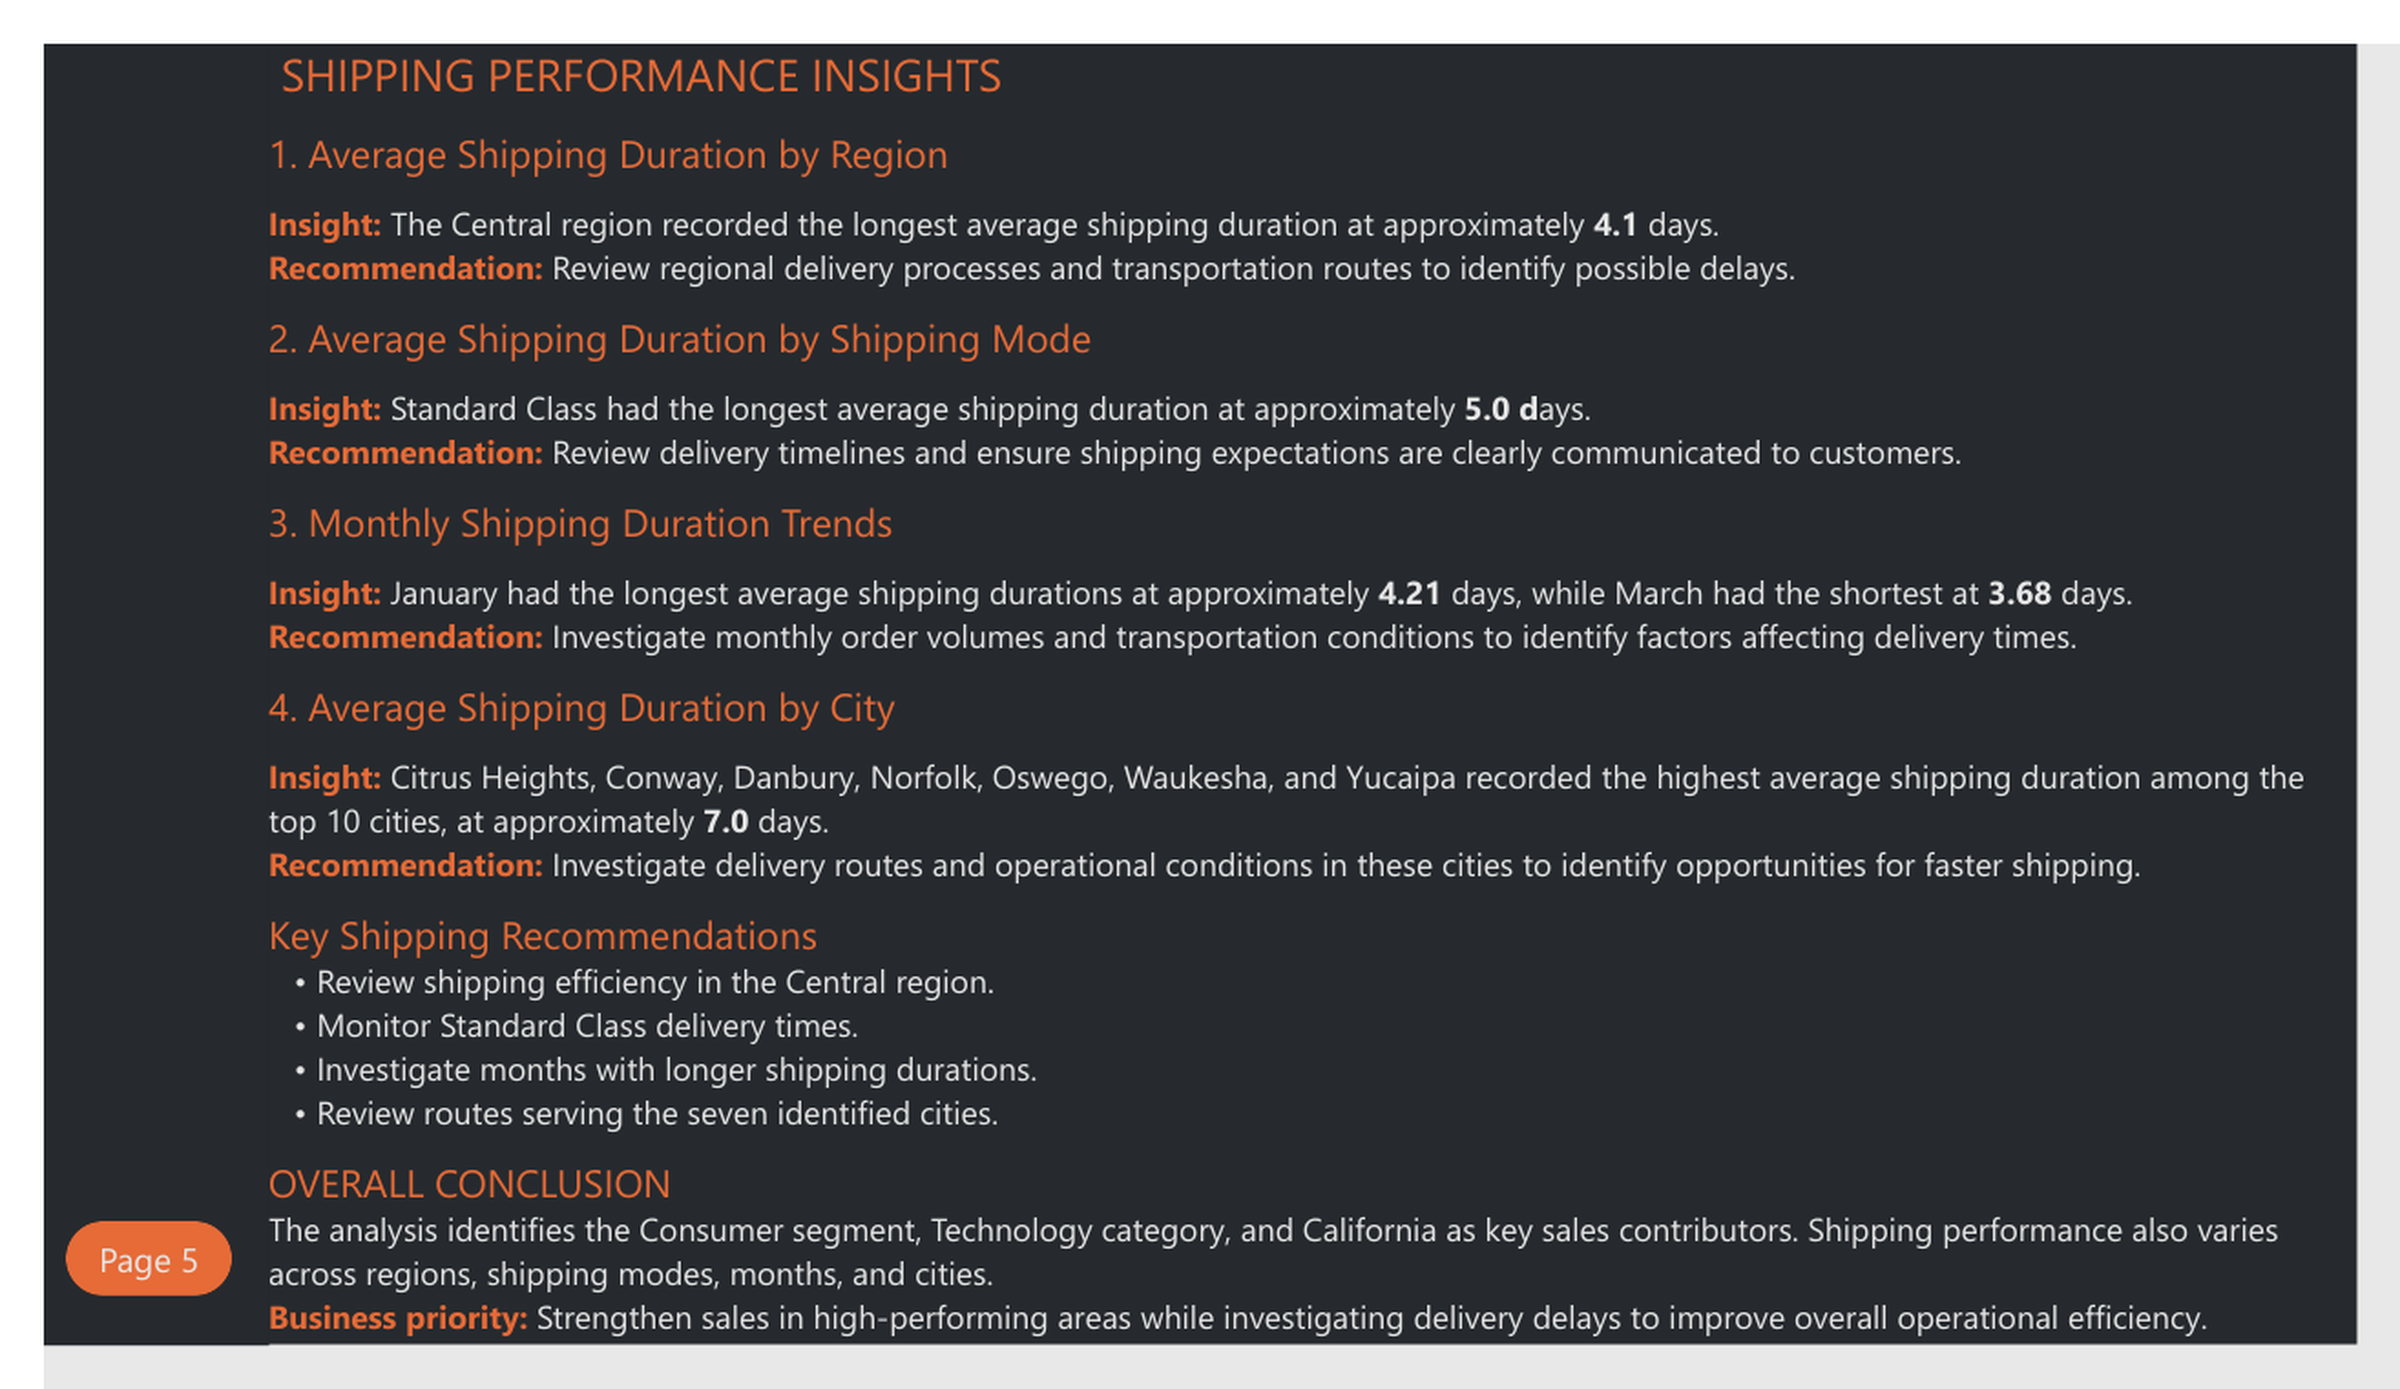 SHIPPING PERFORMANCE INSIGHTS
1. Average Shipping Duration by Region
Insight: The Central region recorded the longest average shipping duration at approximately 4.1 days.
Recommendation: Review regional delivery processes and transportation routes to identify possible delays.
2. Average Shipping Duration by Shipping Mode
Insight: Standard Class had the longest average shipping duration at approximately 5.0 days.
Recommendation: Review delivery timelines and ensure shipping expectations are clearly communicated to customers.
3. Monthly Shipping Duration Trends
Insight: January had the longest average shipping durations at approximately 4.21 days, while March had the shortest at 3.68 days.
Recommendation: Investigate monthly order volumes and transportation conditions to identify factors affecting delivery times.
4. Average Shipping Duration by City
Insight: Citrus Heights, Conway, Danbury, Norfolk, Oswego, Waukesha, and Yucaipa recorded the highest average shipping duration among the
top 10 cities, at approximately 7.0 days.
Recommendation: Investigate delivery routes and operational conditions in these cities to identify opportunities for faster shipping.
Key Shipping Recommendations
• Review shipping efficiency in the Central region.
• Monitor Standard Class delivery times.
• Investigate months with longer shipping durations.
• Review routes serving the seven identified cities.
OVERALL CONCLUSION
The analysis identifies the Consumer segment, Technology category, and California as key sales contributors. Shipping performance also varies
across regions, shipping modes, months, and cities.
Business priority: Strengthen sales in high-performing areas while investigating delivery delays to improve overall operational efficiency.
Page 5